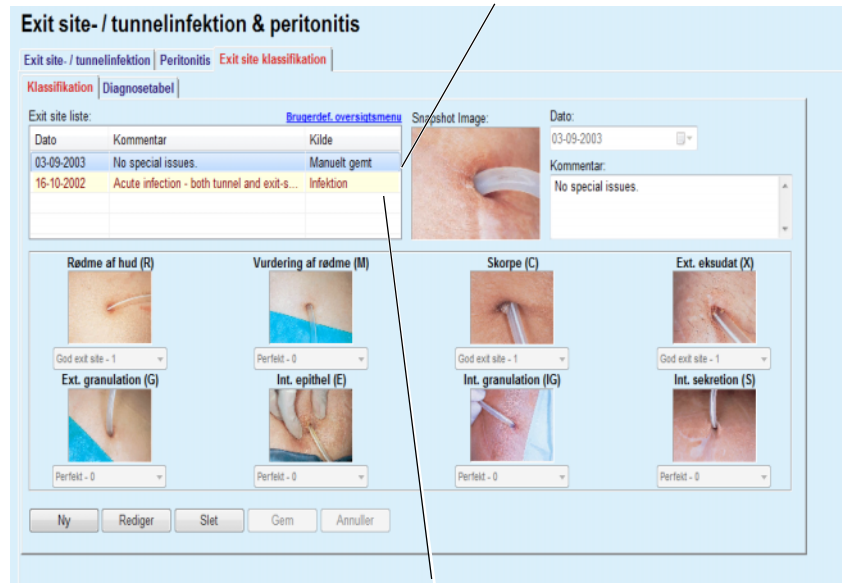 Exit site- / tunnelinfektion & peritonitis
Exit site- / tunnelinfektion Peritonitis Exit site klassifikation
Klassifikation Diagnosetabel
Exit site liste: Brugerdef. oversigtsmenu Snapshot Image: Dato:
Dato Kommentar Kilde 03-09-2003
03-09-2003 No special issues. Manuelt gemt Kommentar:
16-10-2002 Acute infection - both tunnel and exit-s... Infektion No special issues.
Rødme af hud (R) Vurdering af rødme (M) Skorpe (C) Ext. eksudat (X)
God exit site - 1 Perfekt - 0 God exit site - 1 God exit site - 1
Ext. granulation (G) Int. epithel (E) Int. granulation (IG) Int. sekretion (S)
Perfekt - 0 Perfekt - 0 Perfekt - 0 Perfekt - 0
Ny Rediger Slet Gem Annuller